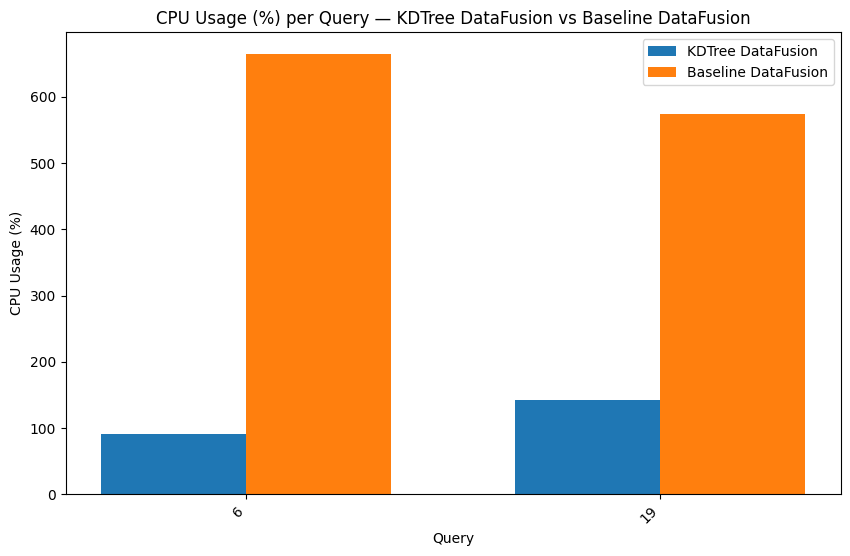 CPU Usage (%) per Query — KDTree DataFusion vs Baseline DataFusion
KDTree DataFusion
Baseline DataFusion
CPU Usage (%)
600
500
400
300
200
100
0
6
19
Query